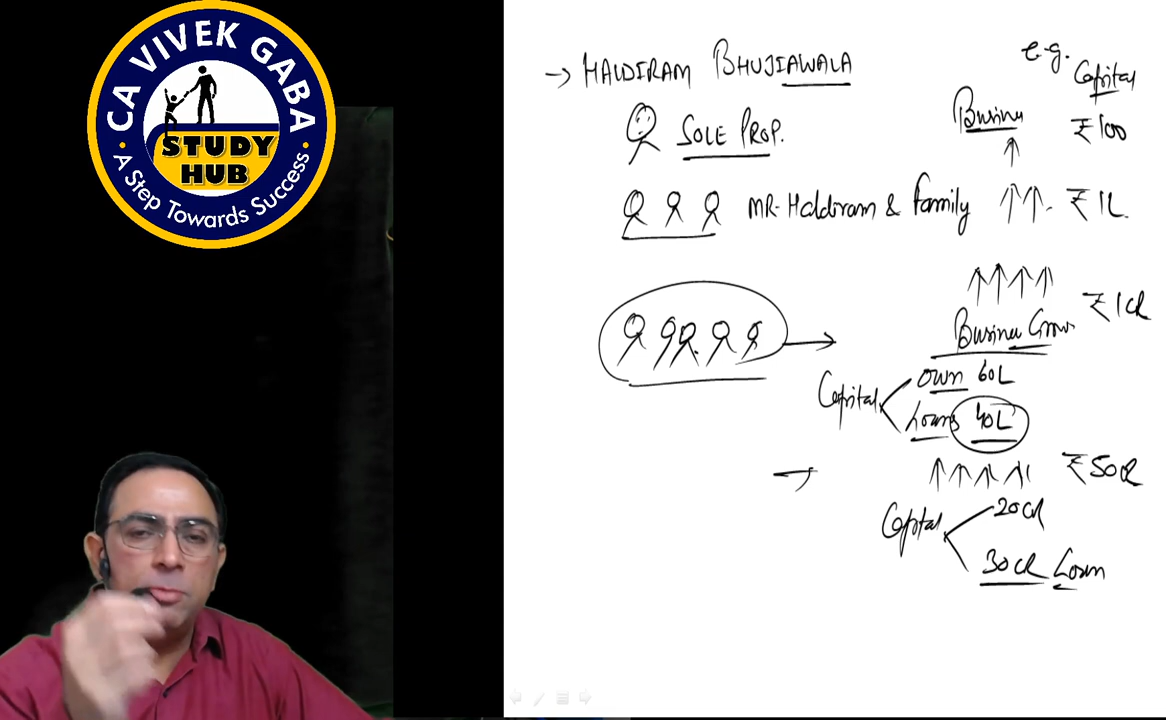 CA VIVEK GABA
STUDY
HUB
A Step Towards Success
→ HALDIRAM BHUJIAWALA
e.g. Capital
SOLE PROP.
Business
₹100
MR. Haldiram & family
₹1L
₹1CR
Business Grow
Capital
own 60L
Loans 40L
₹50CR
Capital
20CR
30CR Loan